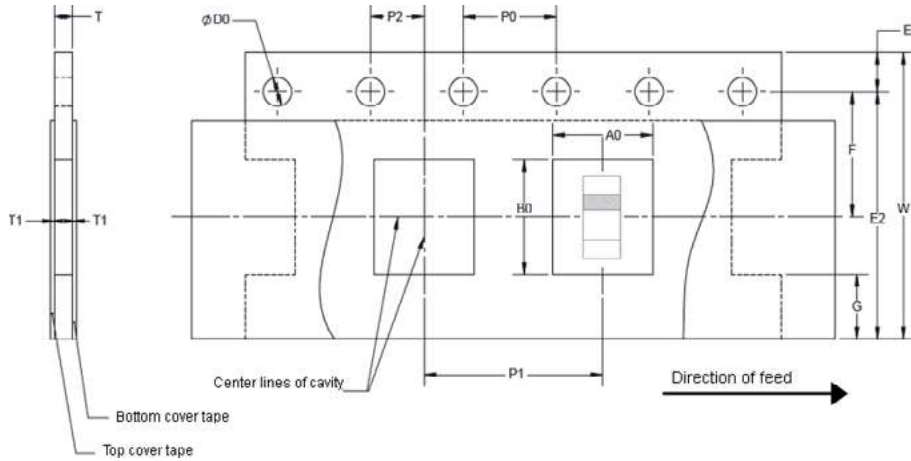 T
P2
P0
ØD0
E
A0
F
B0
T1
T1
E2
W
G
P1
Center lines of cavity
Direction of feed
Bottom cover tape
Top cover tape